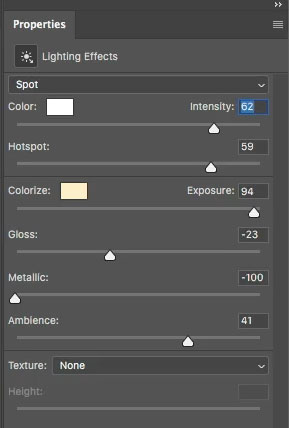 Properties
Lighting Effects
Spot
Color: Intensity: 62
Hotspot: 59
Colorize: Exposure: 94
Gloss: -23
Metallic: -100
Ambience: 41
Texture: None
Height: